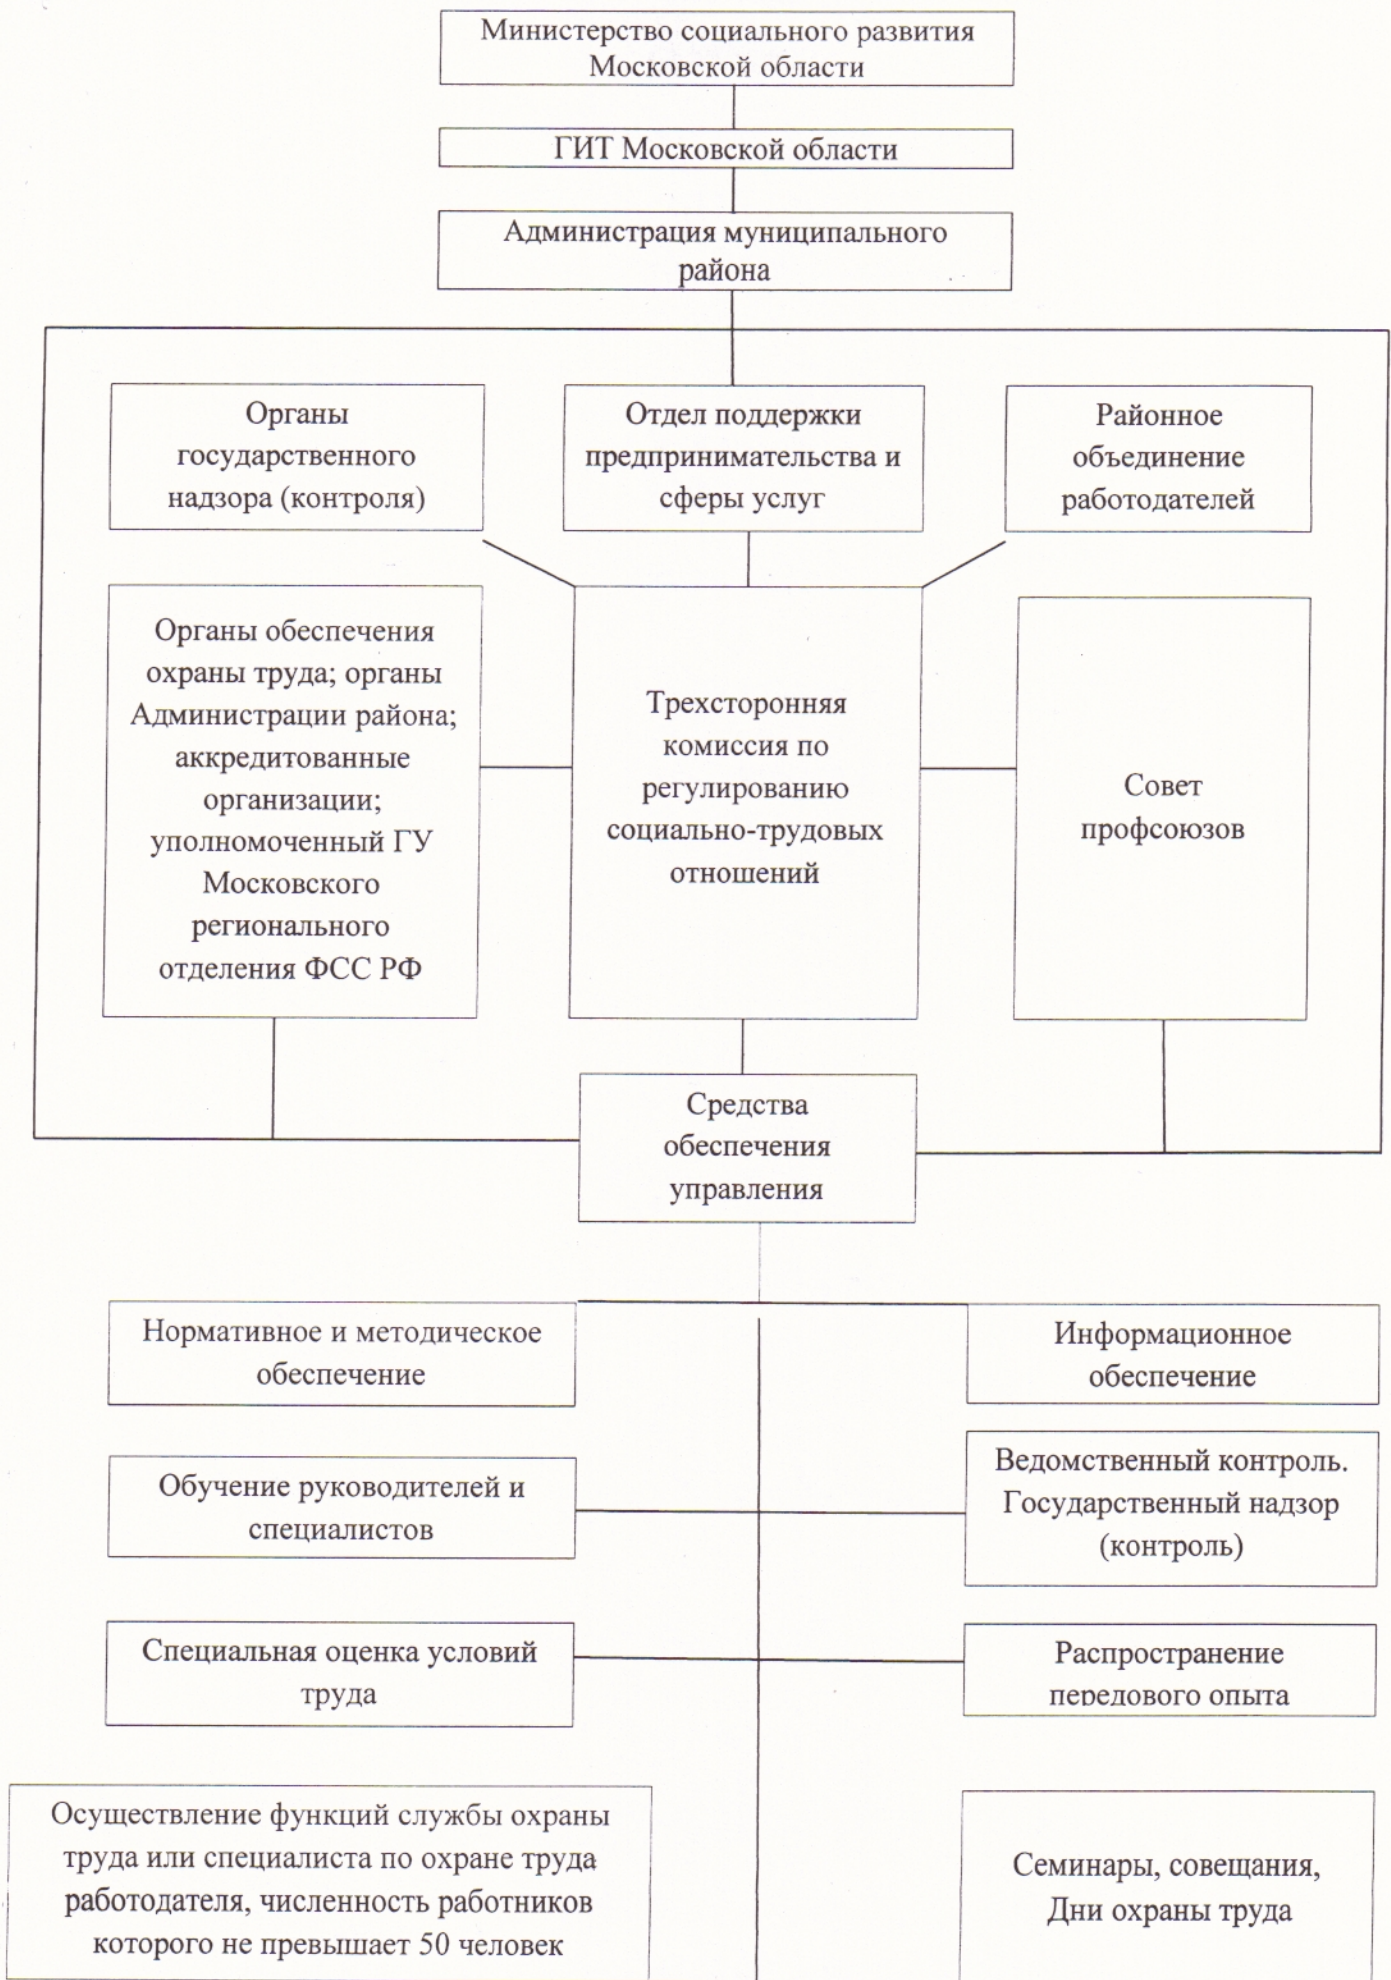 Министерство социального развития
Московской области
ГИТ Московской области
Администрация муниципального
района
Органы
государственного
надзора (контроля)
Отдел поддержки
предпринимательства и
сферы услуг
Районное
объединение
работодателей
Органы обеспечения
охраны труда; органы
Администрации района;
аккредитованные
организации;
уполномоченный ГУ
Московского
регионального
отделения ФСС РФ
Трехсторонняя
комиссия по
регулированию
социально-трудовых
отношений
Совет
профсоюзов
Средства
обеспечения
управления
Нормативное и методическое
обеспечение
Информационное
обеспечение
Обучение руководителей и
специалистов
Ведомственный контроль.
Государственный надзор
(контроль)
Специальная оценка условий
труда
Распространение
передового опыта
Осуществление функций службы охраны
труда или специалиста по охране труда
работодателя, численность работников
которого не превышает 50 человек
Семинары, совещания,
Дни охраны труда